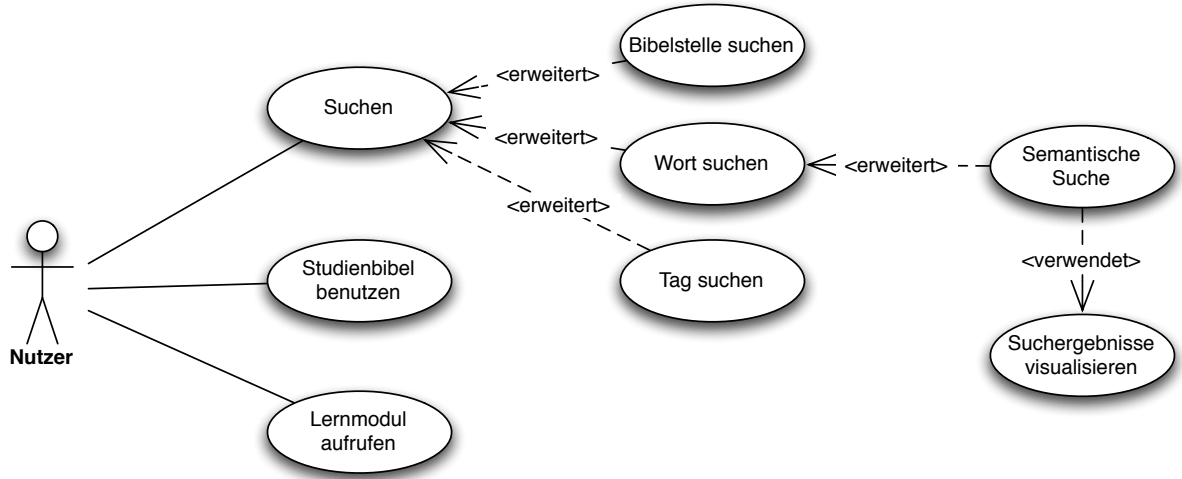 Bibelstelle suchen
<erweitert>
Suchen
<erweitert>
Wort suchen
<erweitert>
Semantische
Suche
<erweitert>
Tag suchen
<verwendet>
Studienbibel
benutzen
Nutzer
Suchergebnisse
visualisieren
Lernmodul
aufrufen